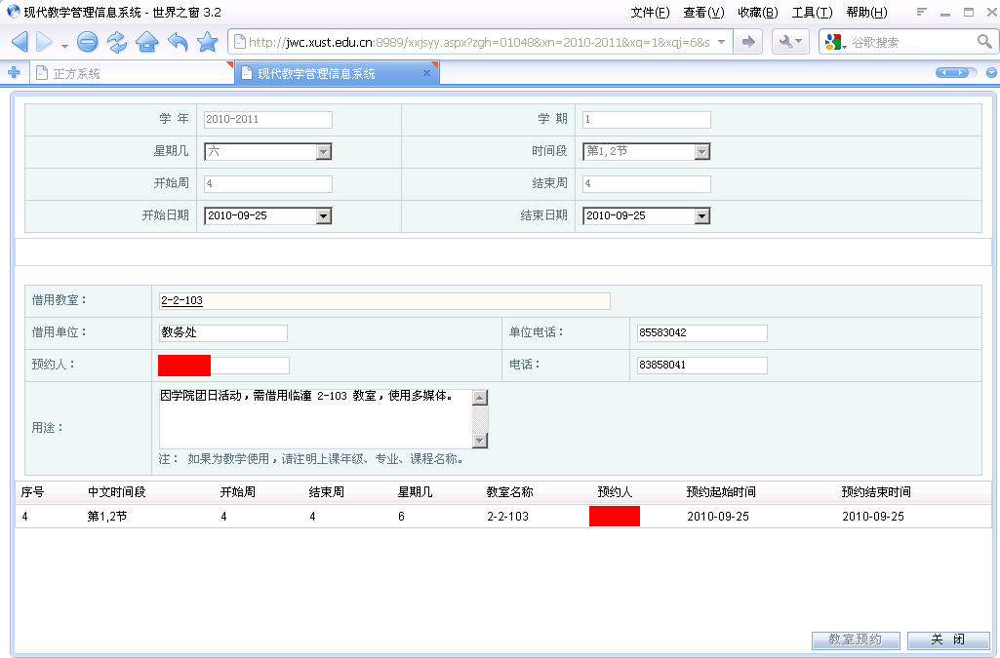 现代教学管理信息系统 - 世界之窗 3.2
文件(F) 查看(V) 收藏(B) 工具(T) 帮助(H)
http://jwc.xust.edu.cn:8989/xxjsyy.aspx?zgh=01048&xn=2010-2011&xq=1&xqj=6&s
谷歌搜索
正方系统 现代教学管理信息系统
学 年 2010-2011 学 期 1
星期几 六 时间段 第1,2节
开始周 4 结束周 4
开始日期 2010-09-25 结束日期 2010-09-25
借用教室： 2-2-103
借用单位： 教务处 单位电话： 85583042
预约人： 电话： 83858041
用途： 因学院团日活动，需借用临潼 2-103 教室，使用多媒体。
注： 如果为教学使用，请注明上课年级、专业、课程名称。
序号 中文时间段 开始周 结束周 星期几 教室名称 预约人 预约起始时间 预约结束时间
4 第1,2节 4 4 6 2-2-103 2010-09-25 2010-09-25
教室预约 关 闭